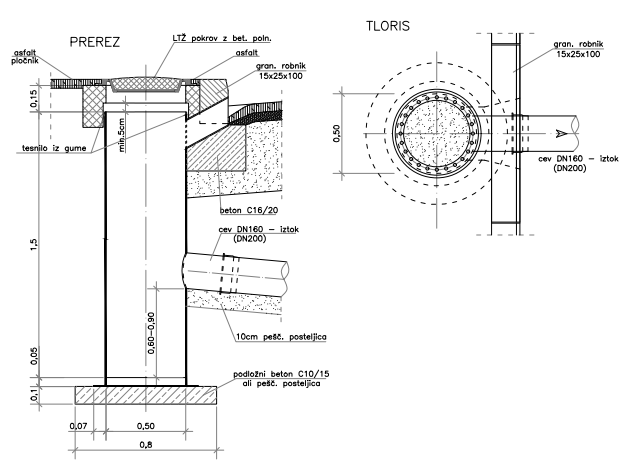 PREREZ
LTŽ pokrov z bet. poln.
asfalt
pločnik
asfalt
gran. robnik
15x25x100
0,15
min.5cm
tesnilo iz gume
beton C16/20
cev DN160 – iztok
(DN200)
1,5
0,60–0,90
10cm pešč. posteljica
0,05
0,1
podložni beton C10/15
ali pešč. posteljica
0,07
0,50
0,8
TLORIS
gran. robnik
15x25x100
0,50
cev DN160 – iztok
(DN200)